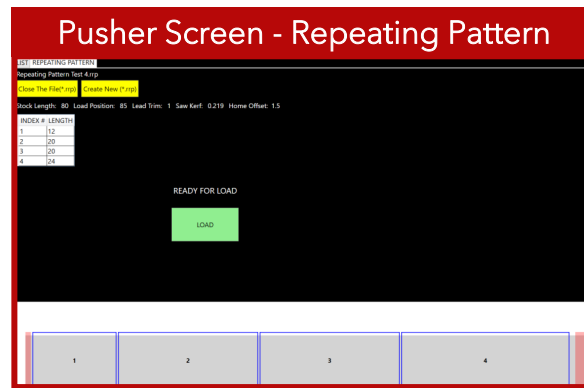 Pusher Screen - Repeating Pattern
LIST REPEATING PATTERN
Repeating Pattern Test 4.rrp
Close The File(*.rrp) Create New (*.rrp)
Stock Length: 80 Load Position: 85 Lead Trim: 1 Saw Kerf: 0.219 Home Offset: 1.5
INDEX # LENGTH
1 12
2 20
3 20
4 24
READY FOR LOAD
LOAD
1 2 3 4